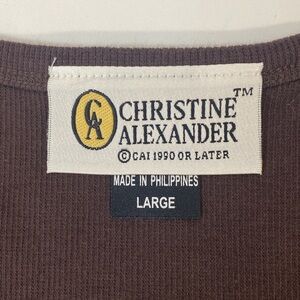 CA
CHRISTINE™
ALEXANDER
©CAI 1990 OR LATER
MADE IN PHILIPPINES
LARGE